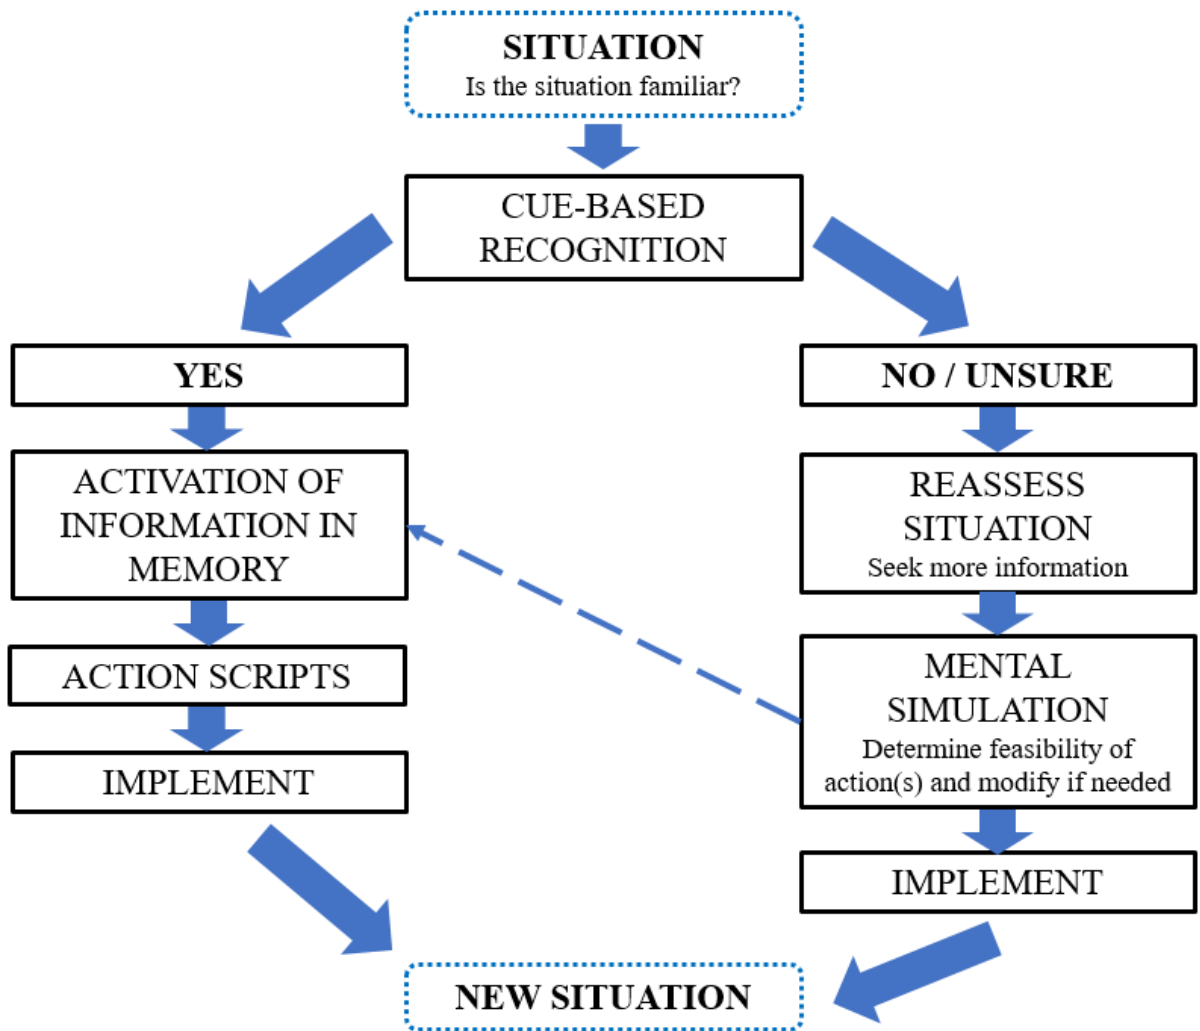 SITUATION
Is the situation familiar?
CUE-BASED
RECOGNITION
YES
ACTIVATION OF
INFORMATION IN
MEMORY
ACTION SCRIPTS
IMPLEMENT
NO / UNSURE
REASSESS
SITUATION
Seek more information
MENTAL
SIMULATION
Determine feasibility of
action(s) and modify if needed
IMPLEMENT
NEW SITUATION